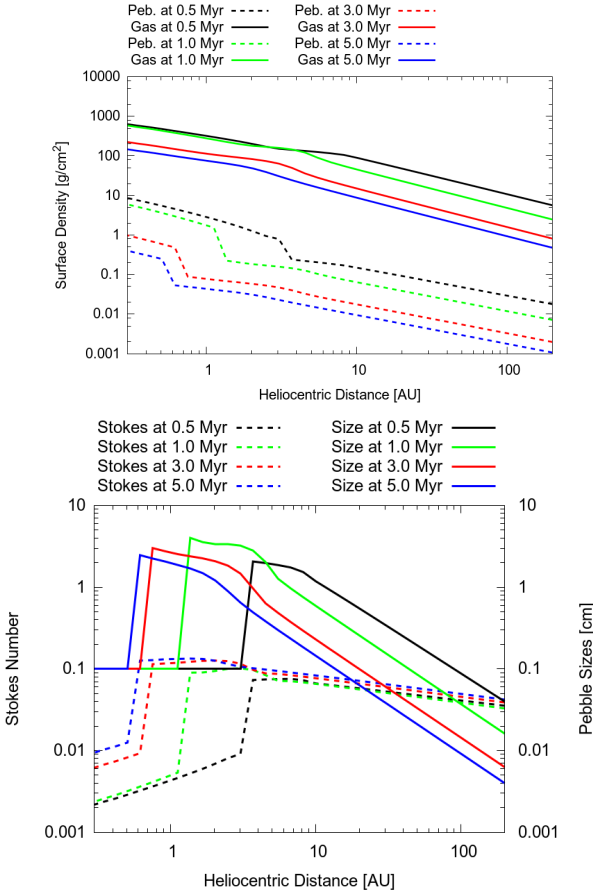 Peb. at 0.5 Myr Peb. at 3.0 Myr
Gas at 0.5 Myr Gas at 3.0 Myr
Peb. at 1.0 Myr Peb. at 5.0 Myr
Gas at 1.0 Myr Gas at 5.0 Myr
10000
1000
100
10
1
0.1
0.01
0.001
Surface Density [g/cm²]
1 10 100
Heliocentric Distance [AU]
Stokes at 0.5 Myr Size at 0.5 Myr
Stokes at 1.0 Myr Size at 1.0 Myr
Stokes at 3.0 Myr Size at 3.0 Myr
Stokes at 5.0 Myr Size at 5.0 Myr
10 10
1 1
0.1 0.1
0.01 0.01
0.001 0.001
Stokes Number
Pebble Sizes [cm]
1 10 100
Heliocentric Distance [AU]